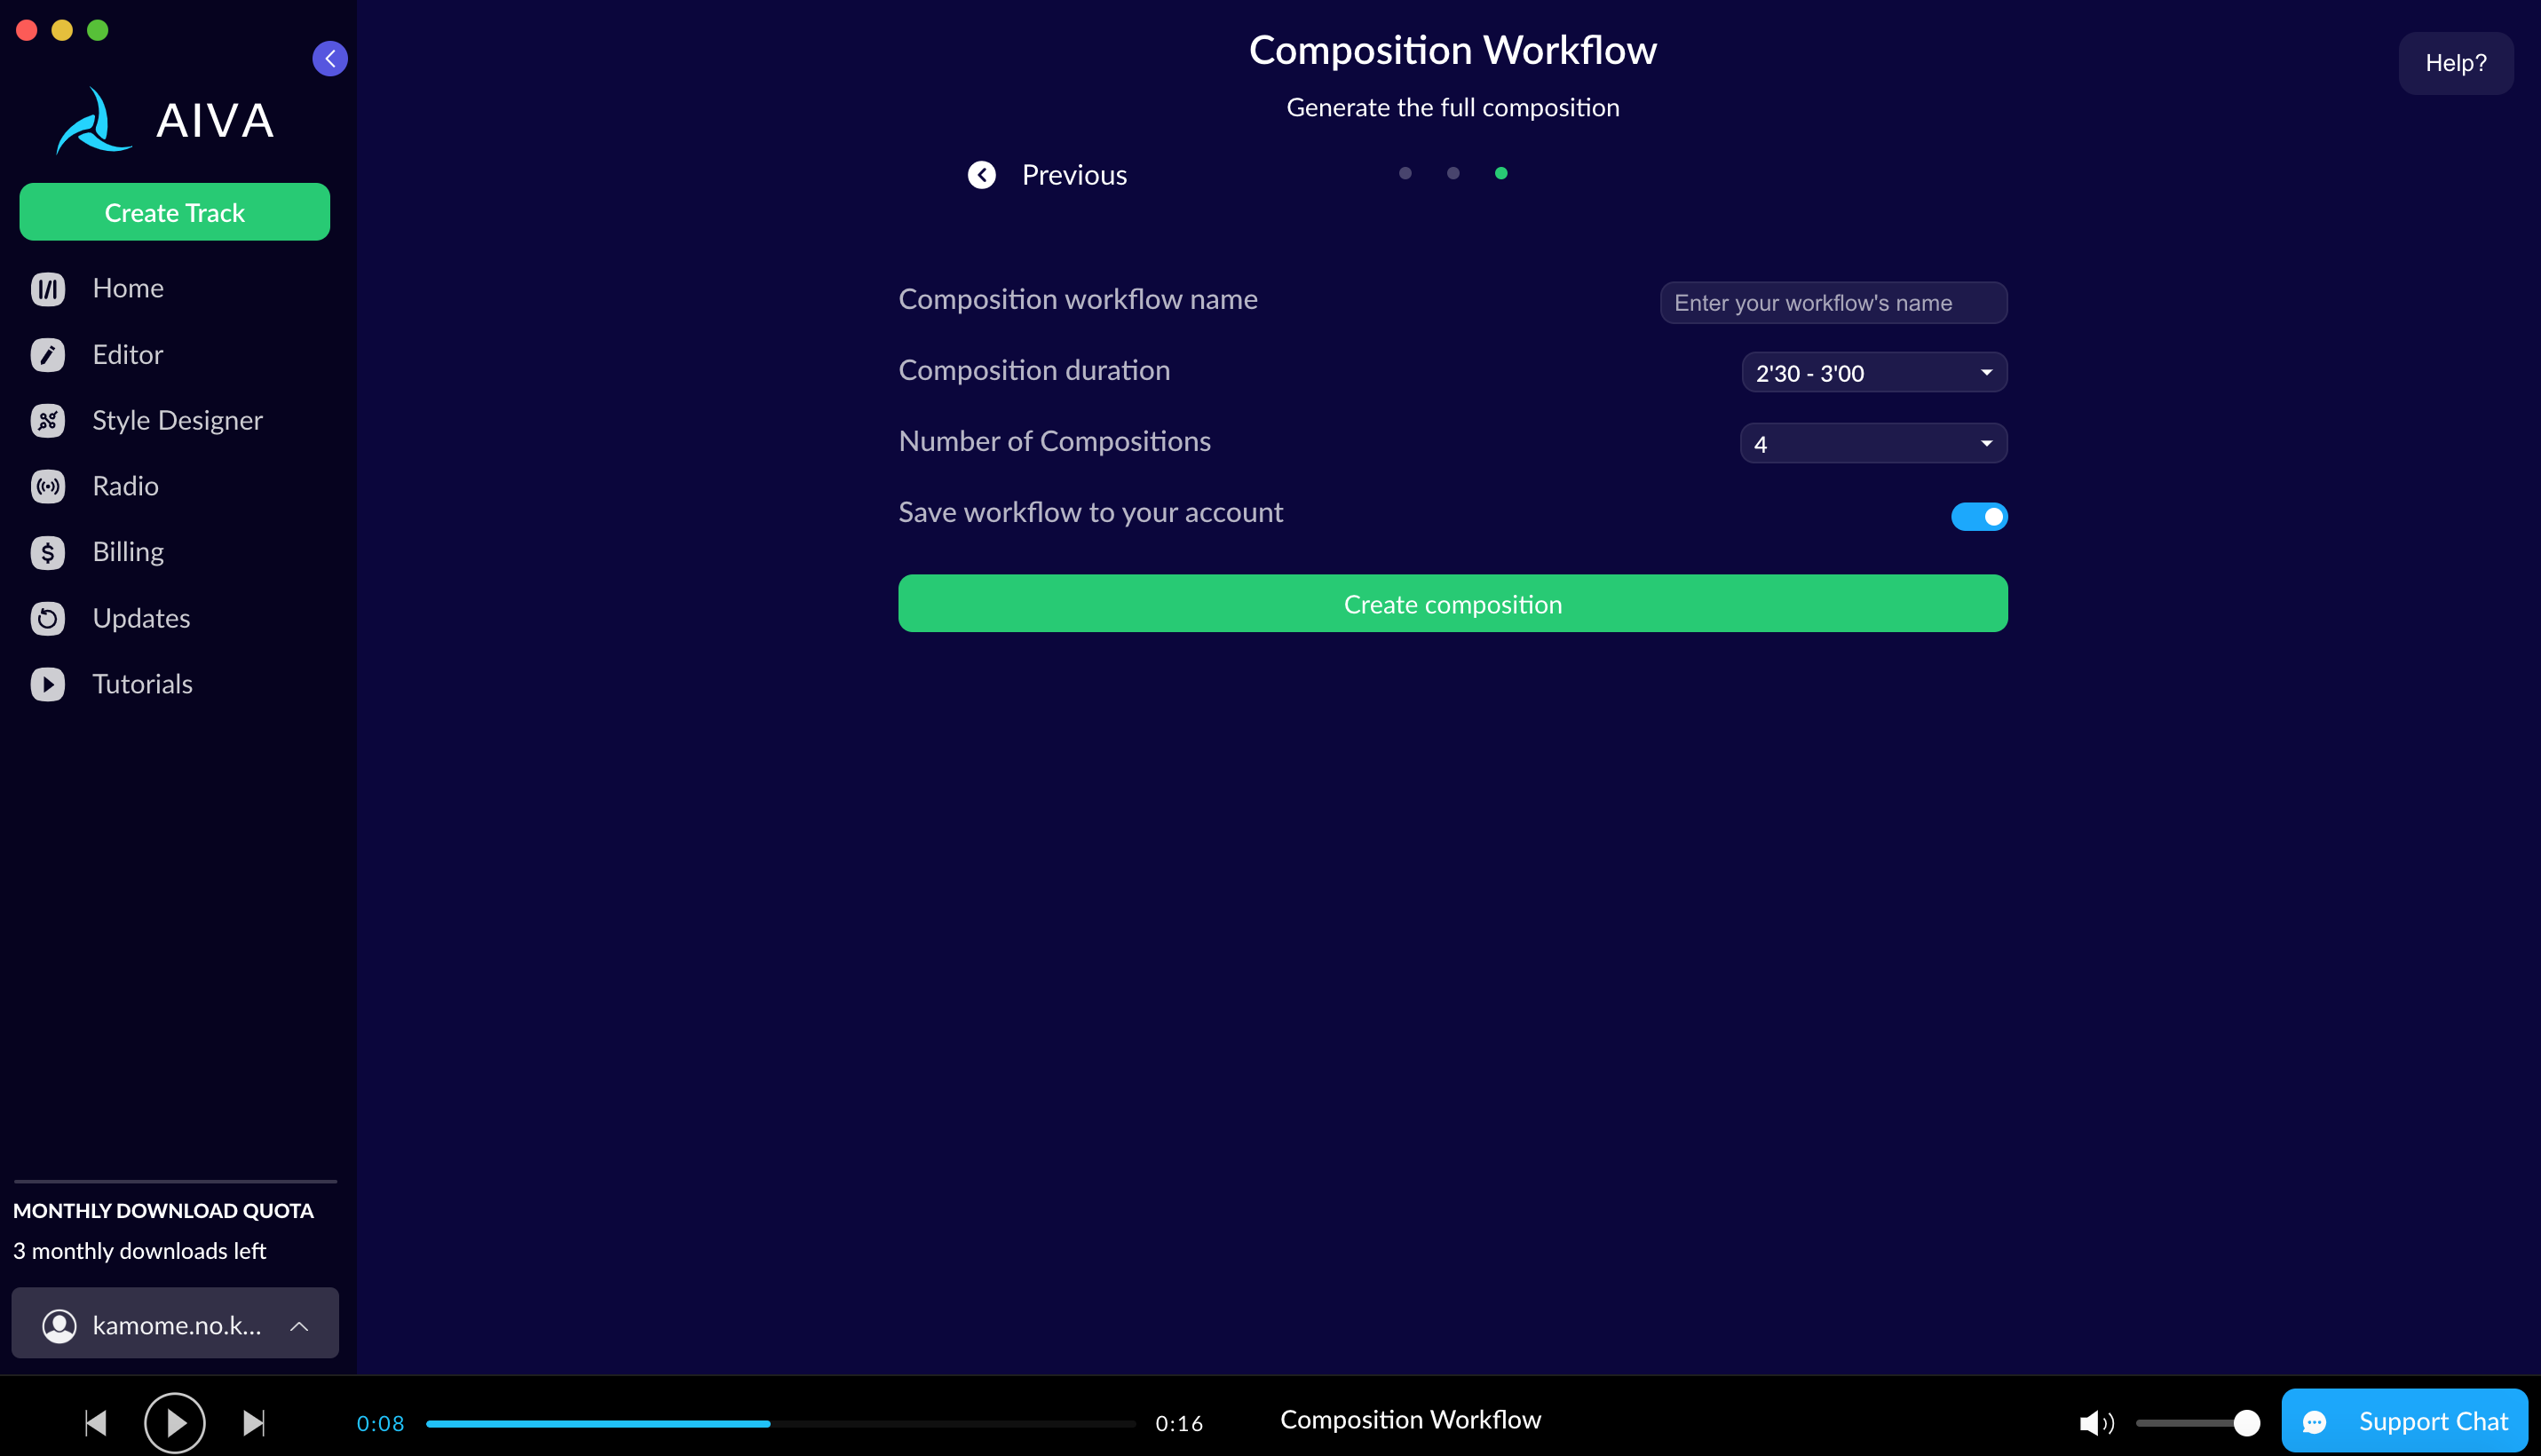 AIVA
Create Track
Home
Editor
Style Designer
Radio
Billing
Updates
Tutorials
MONTHLY DOWNLOAD QUOTA
3 monthly downloads left
kamome.no.k...
Composition Workflow
Generate the full composition
Help?
Previous
Composition workflow name
Enter your workflow's name
Composition duration
2'30 - 3'00
Number of Compositions
4
Save workflow to your account
Create composition
0:08
0:16
Composition Workflow
Support Chat